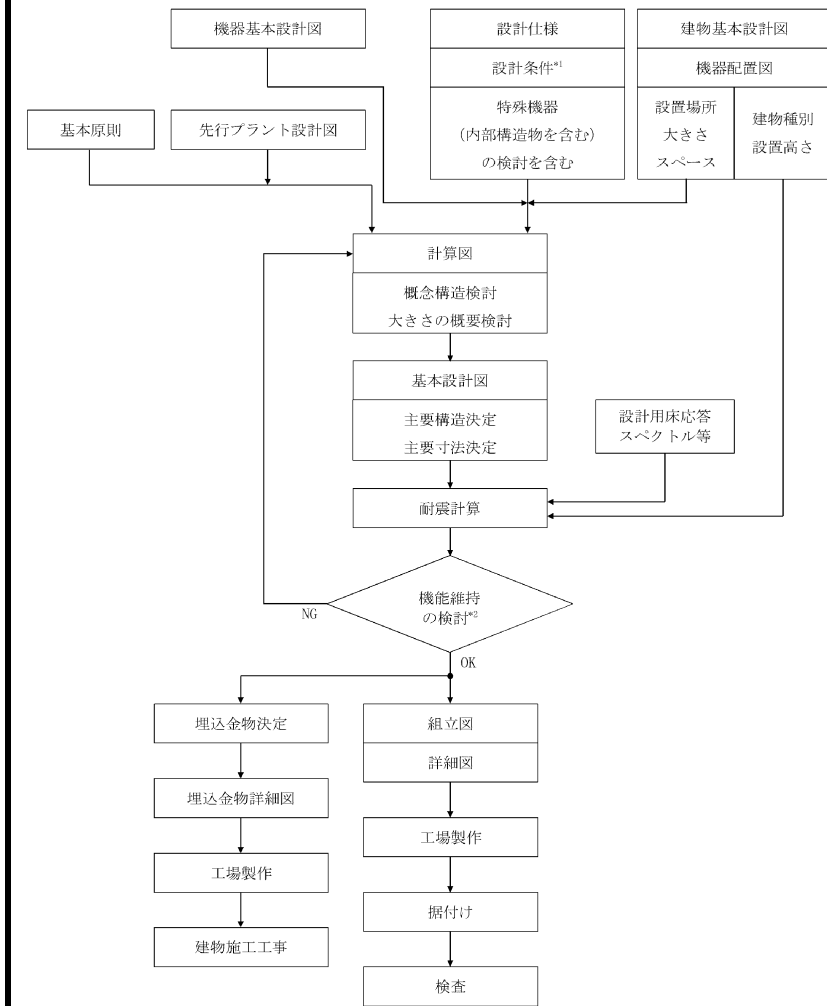 機器基本設計図
設計仕様
設計条件*1
特殊機器
（内部構造物を含む）
の検討を含む
建物基本設計図
機器配置図
設置場所
大きさ
スペース
建物種別
設置高さ
基本原則
先行プラント設計図
計算図
概念構造検討
大きさの概要検討
基本設計図
主要構造決定
主要寸法決定
設計用床応答
スペクトル等
耐震計算
機能維持
の検討*2
NG
OK
埋込金物決定
埋込金物詳細図
工場製作
建物施工工事
組立図
詳細図
工場製作
据付け
検査